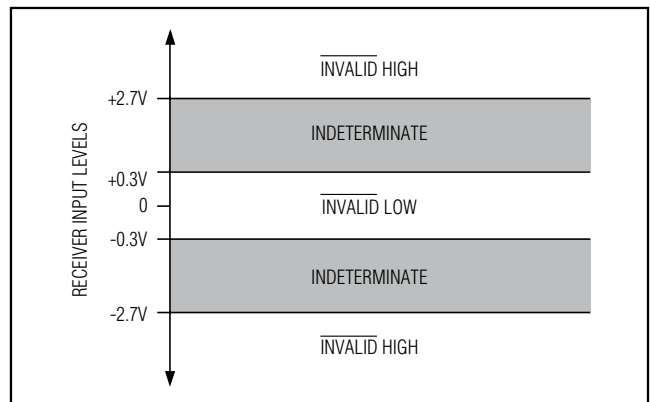 INVALID HIGH
+2.7V
INDETERMINATE
+0.3V
0
INVALID LOW
-0.3V
INDETERMINATE
-2.7V
INVALID HIGH
RECEIVER INPUT LEVELS